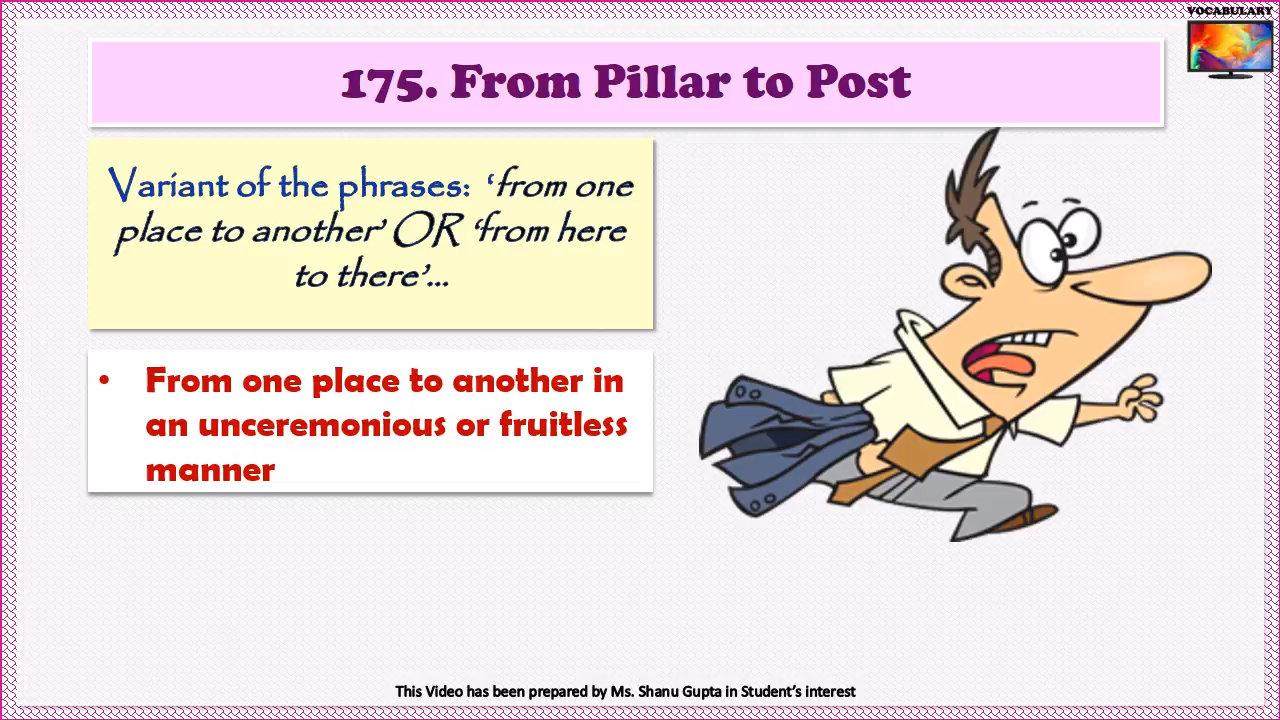 VOCABULARY
175. From Pillar to Post
Variant of the phrases: ‘from one
place to another’ OR ‘from here
to there’...
• From one place to another in
an unceremonious or fruitless
manner
This Video has been prepared by Ms. Shanu Gupta in Student’s interest